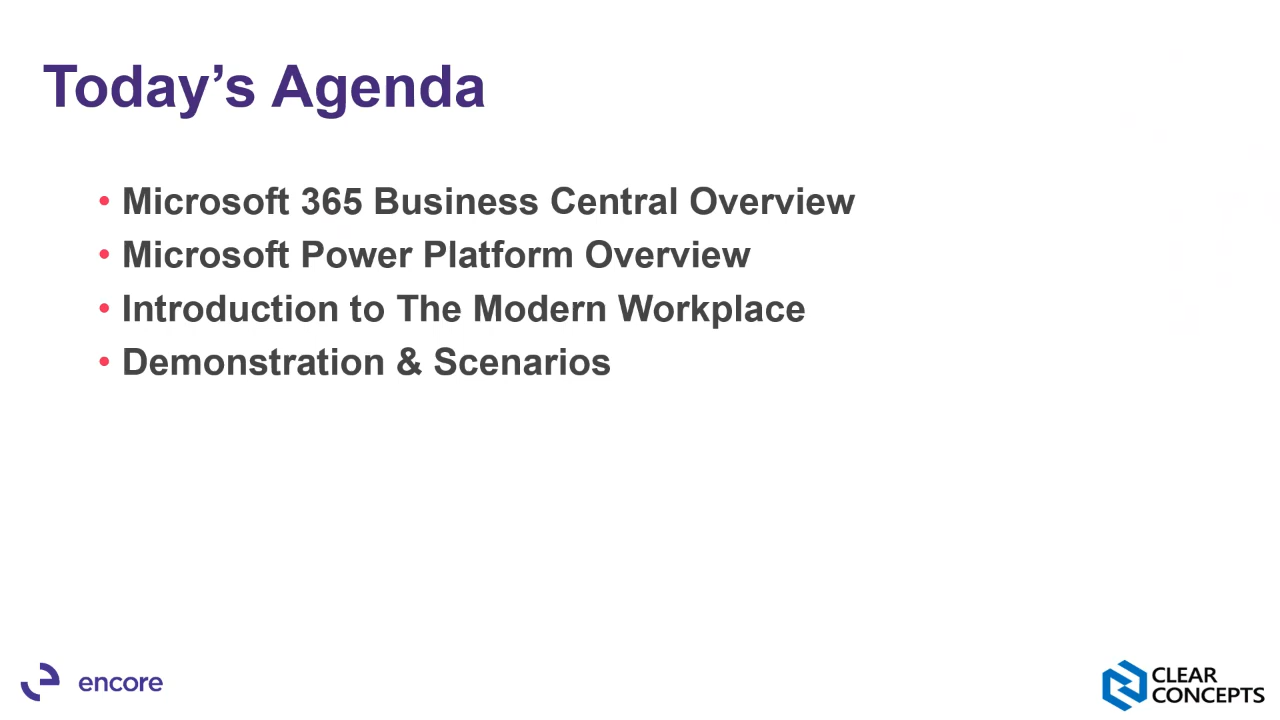 Today’s Agenda
• Microsoft 365 Business Central Overview
• Microsoft Power Platform Overview
• Introduction to The Modern Workplace
• Demonstration & Scenarios
encore
CLEAR
CONCEPTS